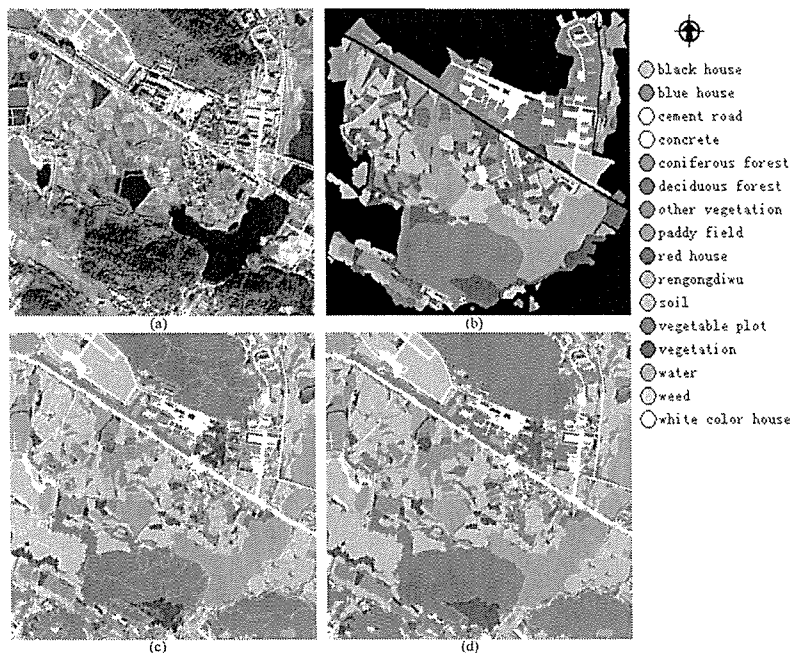 black house
blue house
cement road
concrete
coniferous forest
deciduous forest
other vegetation
paddy field
red house
rengongdiwu
soil
vegetable plot
vegetation
water
weed
white color house
(a)
(b)
(c)
(d)